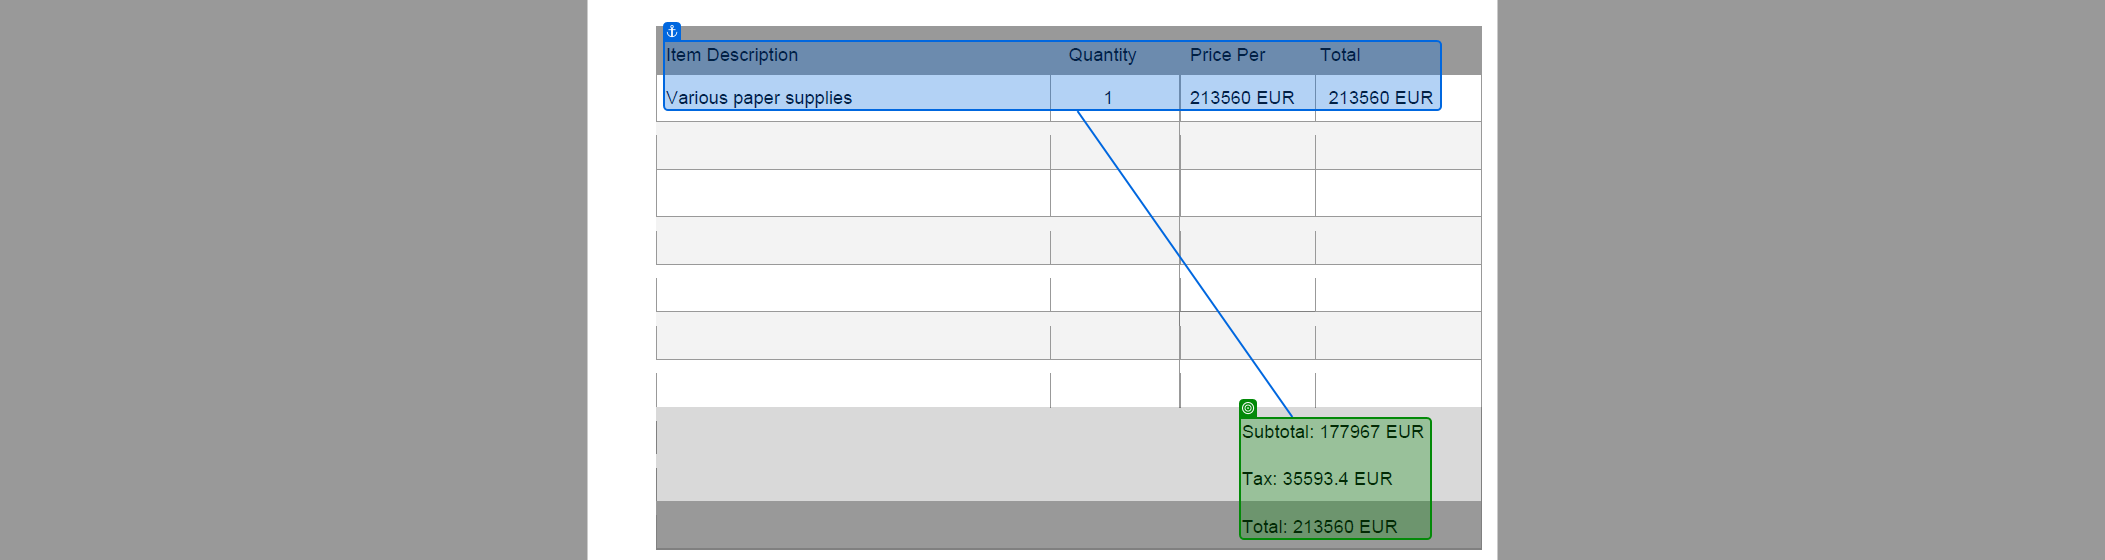 Item Description Quantity Price Per Total
Various paper supplies 1 213560 EUR 213560 EUR
Subtotal: 177967 EUR
Tax: 35593.4 EUR
Total: 213560 EUR